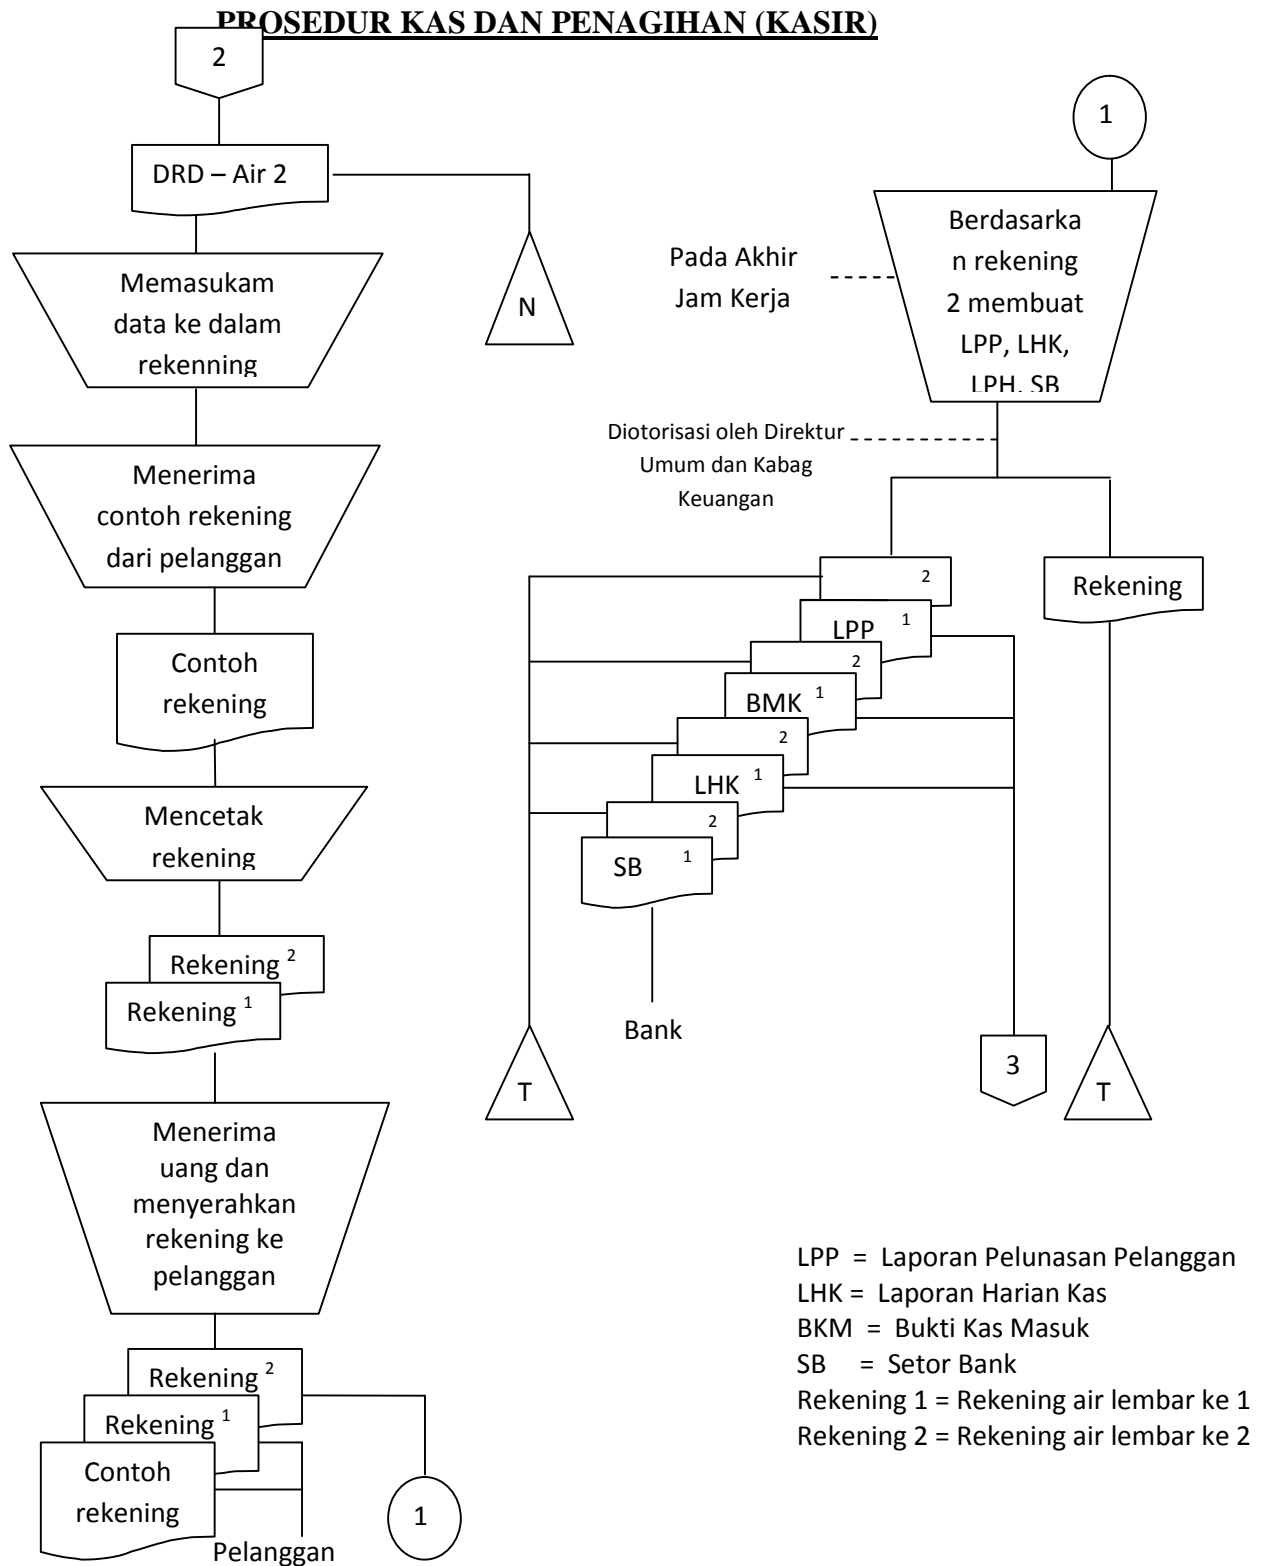 PROSEDUR KAS DAN PENAGIHAN (KASIR)
2
DRD – Air 2
N
Memasukam
data ke dalam
rekenning
Menerima
contoh rekening
dari pelanggan
Contoh
rekening
Mencetak
rekening
Rekening 2
Rekening 1
Menerima
uang dan
menyerahkan
rekening ke
pelanggan
Rekening 2
Rekening 1
Contoh
rekening
Pelanggan
1
1
Berdasarka
n rekening
2 membuat
LPP, LHK,
LPH, SB
Pada Akhir
Jam Kerja
Diotorisasi oleh Direktur
Umum dan Kabag
Keuangan
2
LPP 1
2
BMK 1
2
LHK 1
2
SB 1
Rekening
Bank
T
3
T
LPP = Laporan Pelunasan Pelanggan
LHK = Laporan Harian Kas
BKM = Bukti Kas Masuk
SB = Setor Bank
Rekening 1 = Rekening air lembar ke 1
Rekening 2 = Rekening air lembar ke 2